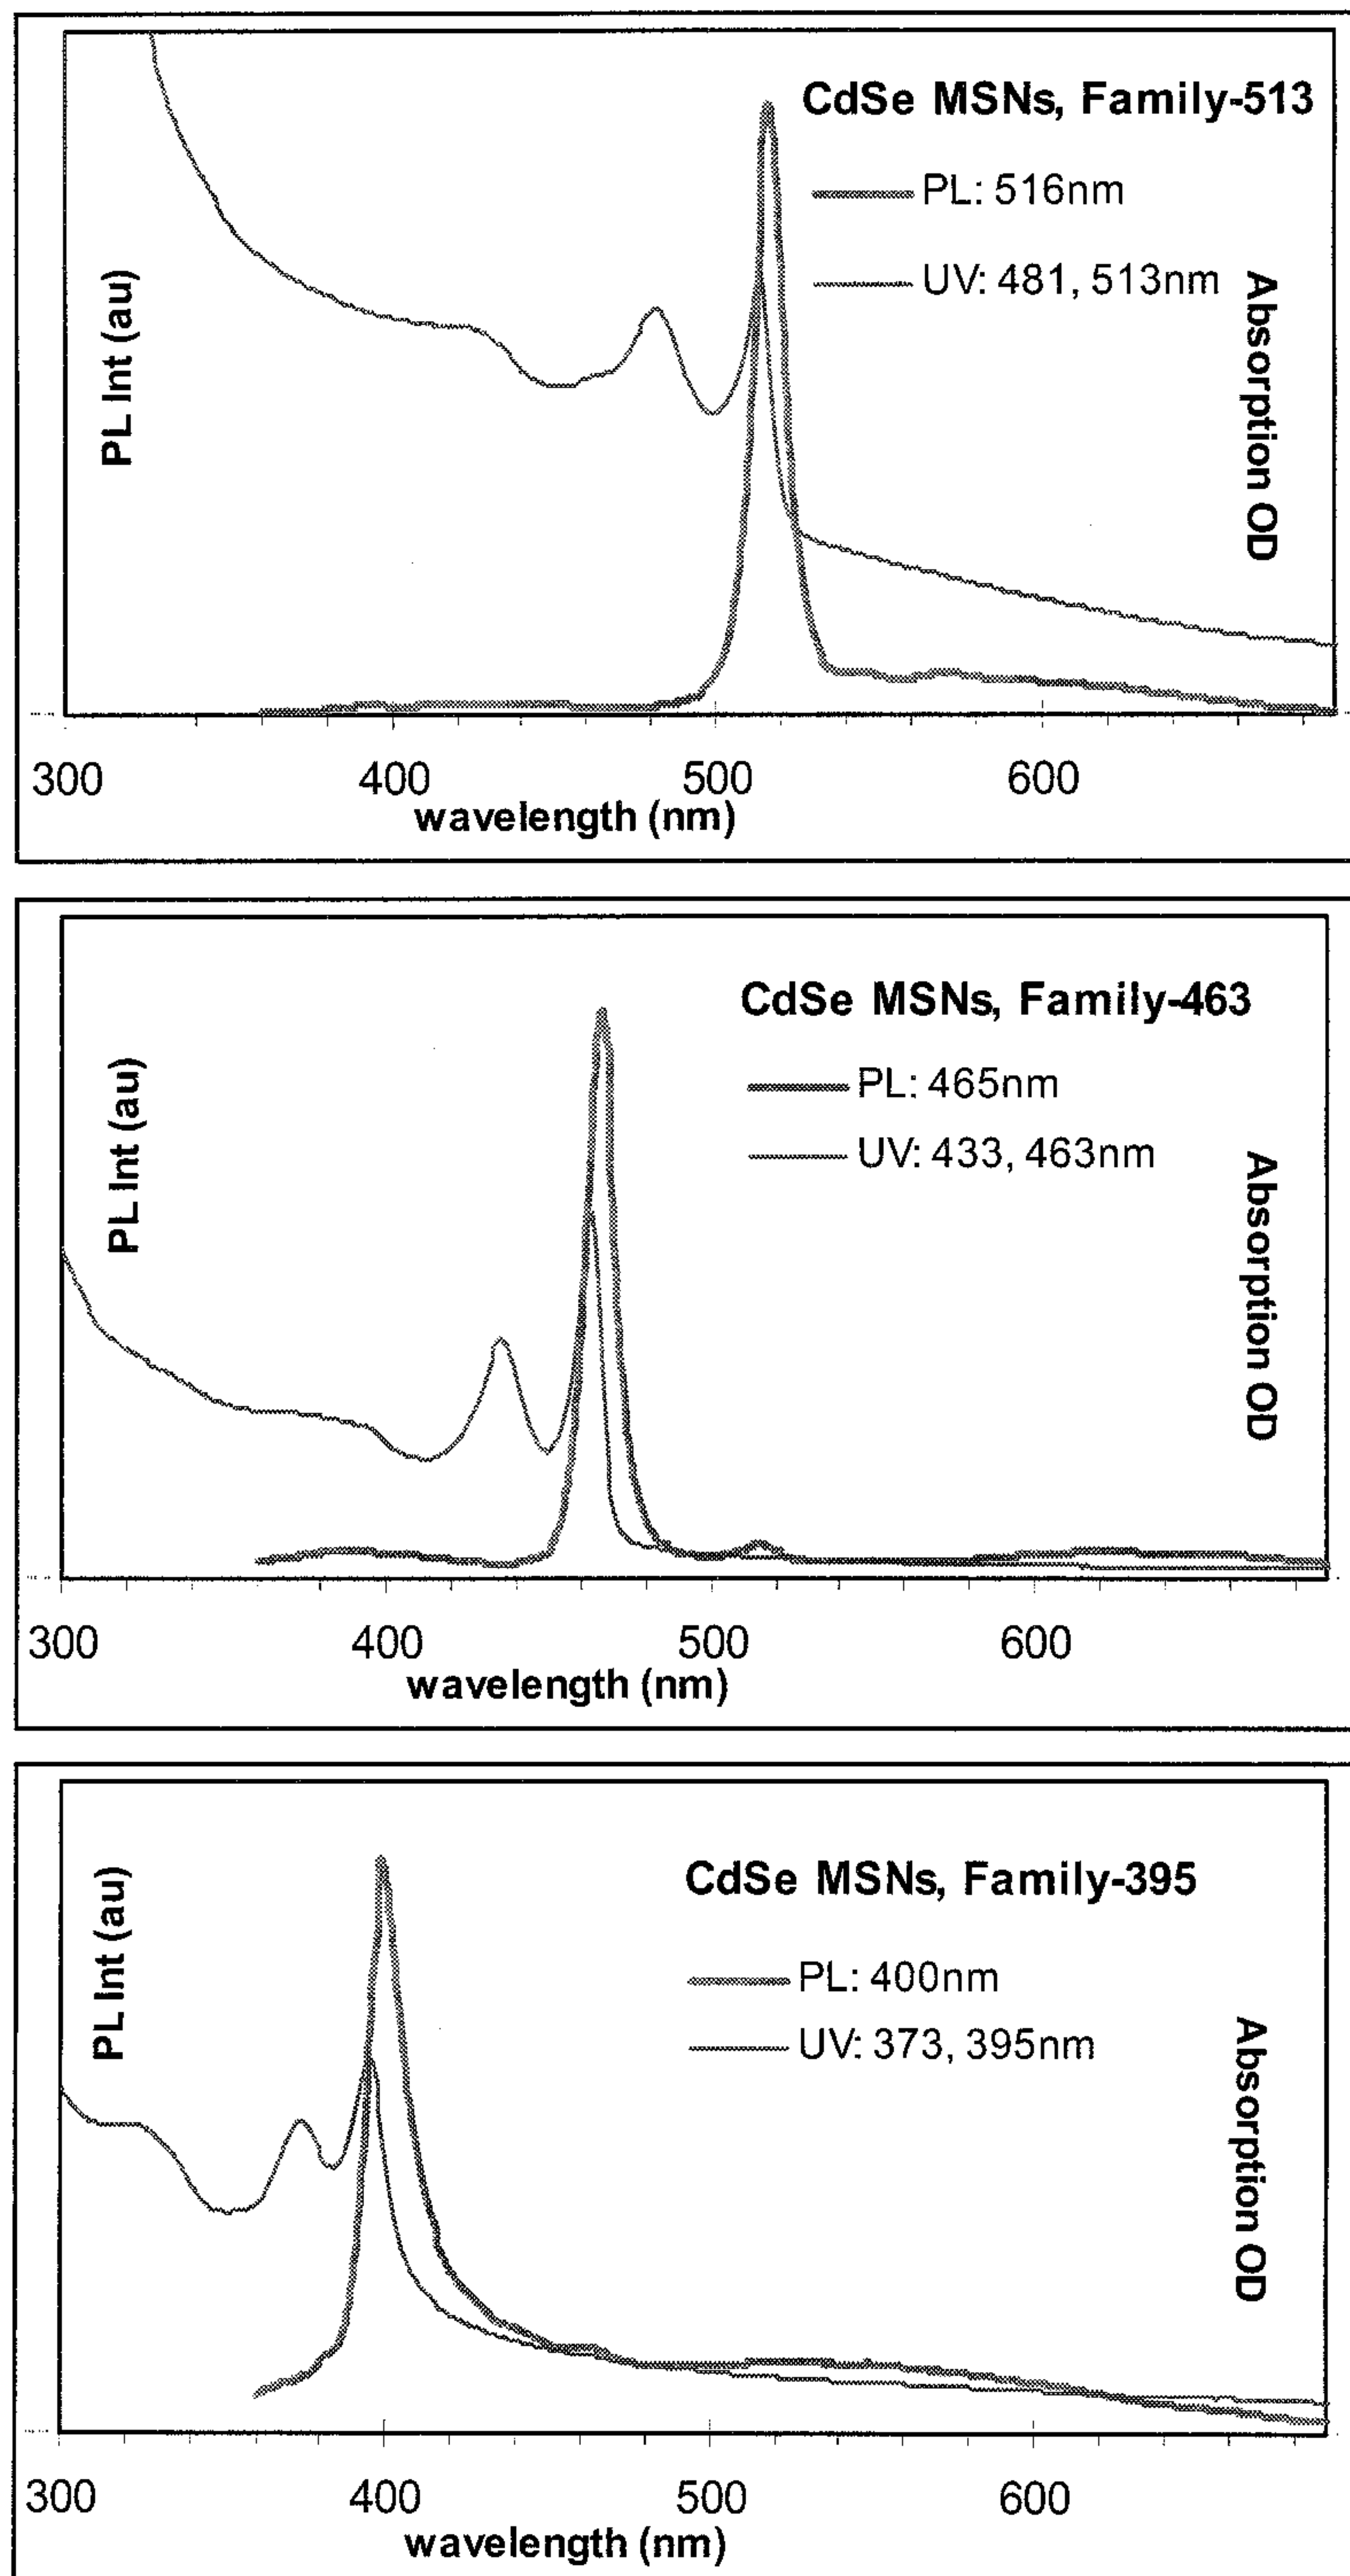 CdSe MSNs, Family-513
PL: 516nm
UV: 481, 513nm
PL Int (au)
Absorption OD
300 400 500 600
wavelength (nm)
CdSe MSNs, Family-463
PL: 465nm
UV: 433, 463nm
PL Int (au)
Absorption OD
300 400 500 600
wavelength (nm)
CdSe MSNs, Family-395
PL: 400nm
UV: 373, 395nm
PL Int (au)
Absorption OD
300 400 500 600
wavelength (nm)